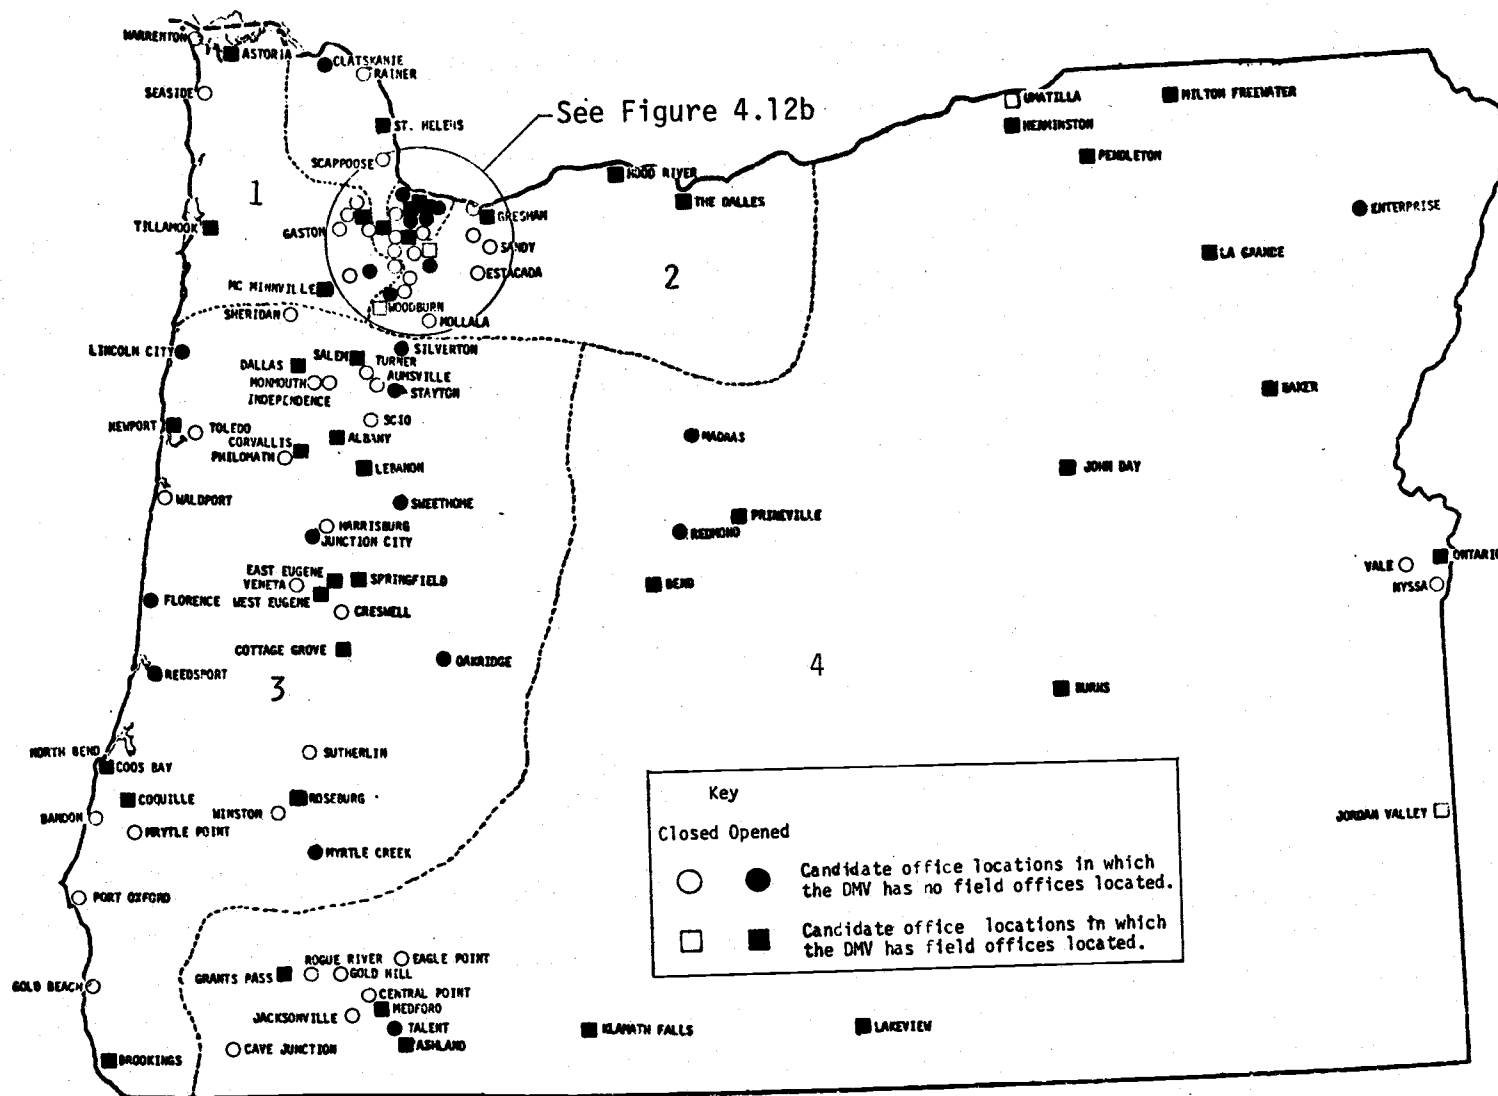 WARRENTON
ASTORIA
CLATSKANIE
RAINER
SEASIDE
See Figure 4.12b
UMATILLA
MILTON FREEWATER
HERMINSTON
ST. HELENS
PENDLETON
SCAPPOOSE
HOOD RIVER
THE DALLES
1
ENTERPRISE
TILLAMOOK
GASTON
GRESHAM
SANDY
LA GRANDE
ESTACADA
2
MC MINNVILLE
WOODBURN
SHERIDAN
MOLLALA
LINCOLN CITY
SILVERTON
SALEM
TURNER
DALLAS
AUMSVILLE
MONMOUTH
STAYTON
INDEPENDENCE
BAKER
SCIO
NEWPORT
TOLEDO
CORVALLIS
ALBANY
MADRAS
PHILOMATH
LEBANON
JOHN DAY
WALDPORT
SWEETHOME
HARRISBURG
PRINEVILLE
JUNCTION CITY
REDMOND
EAST EUGENE
SPRINGFIELD
VENETA
BEND
VALE
ONTARIO
NYSSA
FLORENCE
WEST EUGENE
CRESWELL
COTTAGE GROVE
OAKRIDGE
4
REEDSPORT
3
BURNS
NORTH BEND
SUTHERLIN
COOS BAY
COQUILLE
ROSEBURG
BANDON
WINSTON
MRYTLE POINT
MYRTLE CREEK
JORDAN VALLEY
Key
Closed Opened
Candidate office locations in which
the DMV has no field offices located.
Candidate office locations in which
the DMV has field offices located.
PORT OXFORD
ROGUE RIVER
EAGLE POINT
GRANTS PASS
GOLD HILL
GOLD BEACH
CENTRAL POINT
MEDFORD
JACKSONVILLE
TALENT
KLAMATH FALLS
LAKEVIEW
ASHLAND
CAVE JUNCTION
BROOKINGS